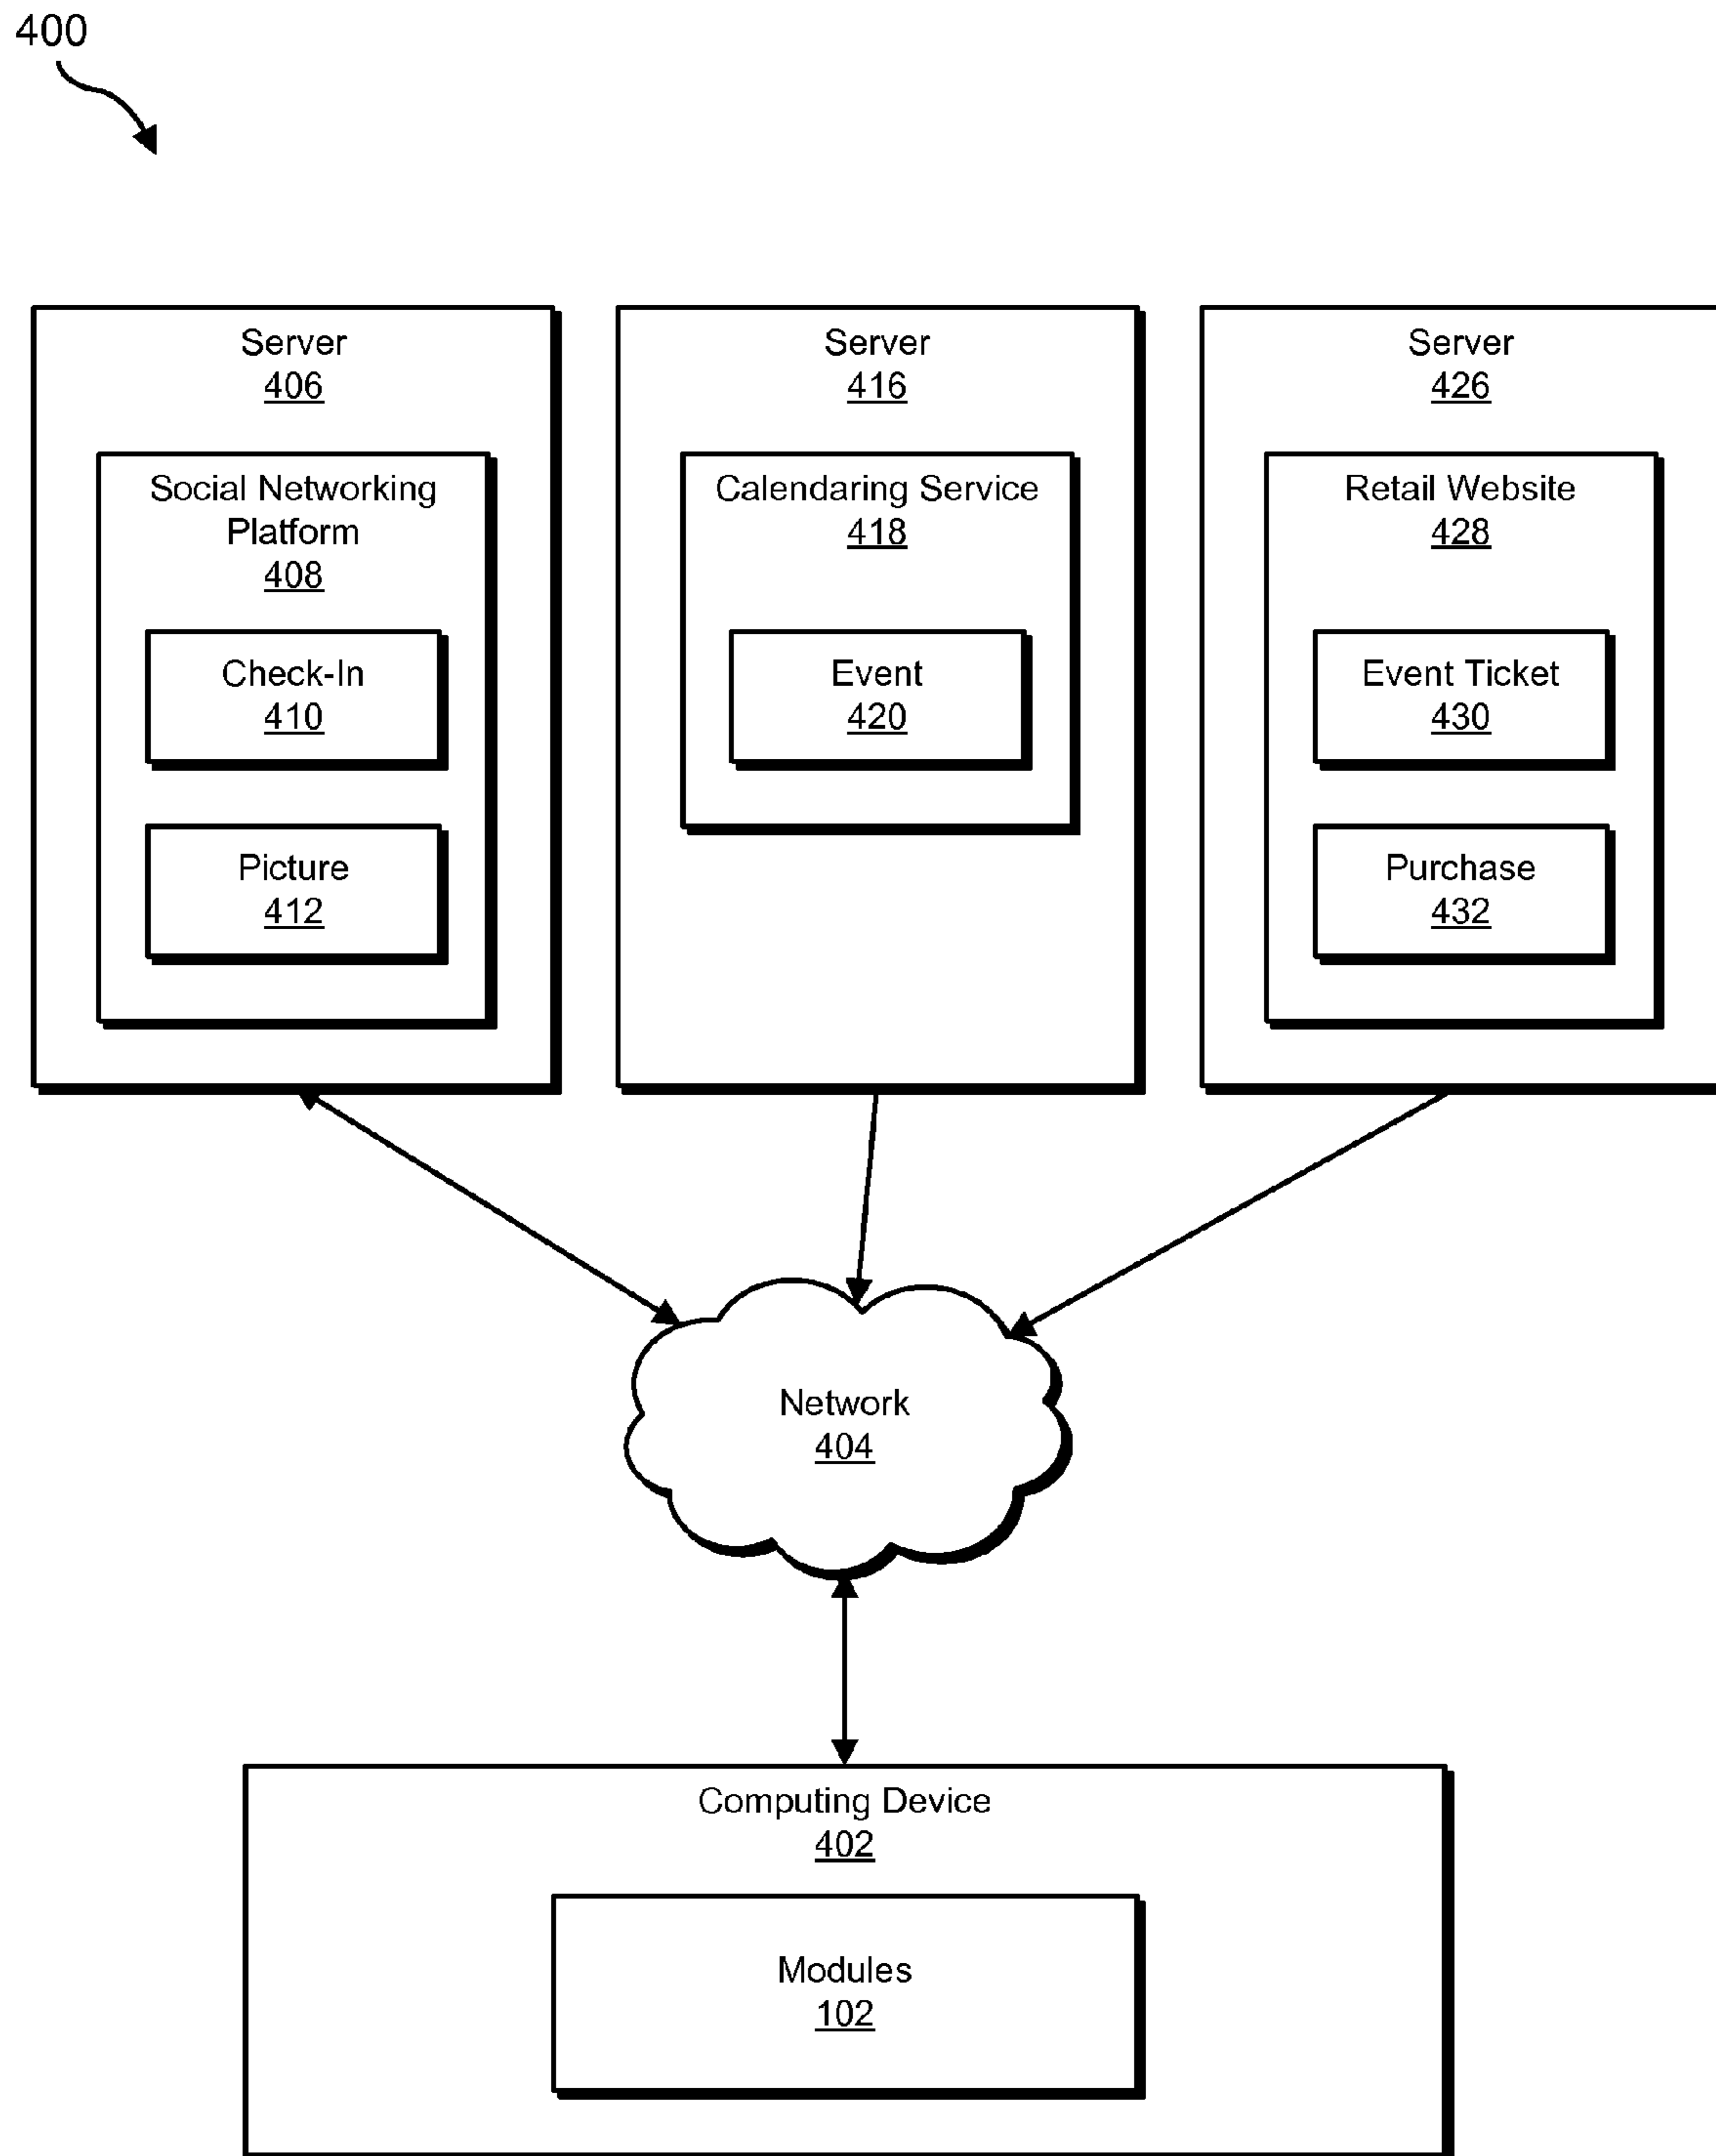 400
Server
406
Social Networking
Platform
408
Check-In
410
Picture
412
Server
416
Calendaring Service
418
Event
420
Server
426
Retail Website
428
Event Ticket
430
Purchase
432
Network
404
Computing Device
402
Modules
102